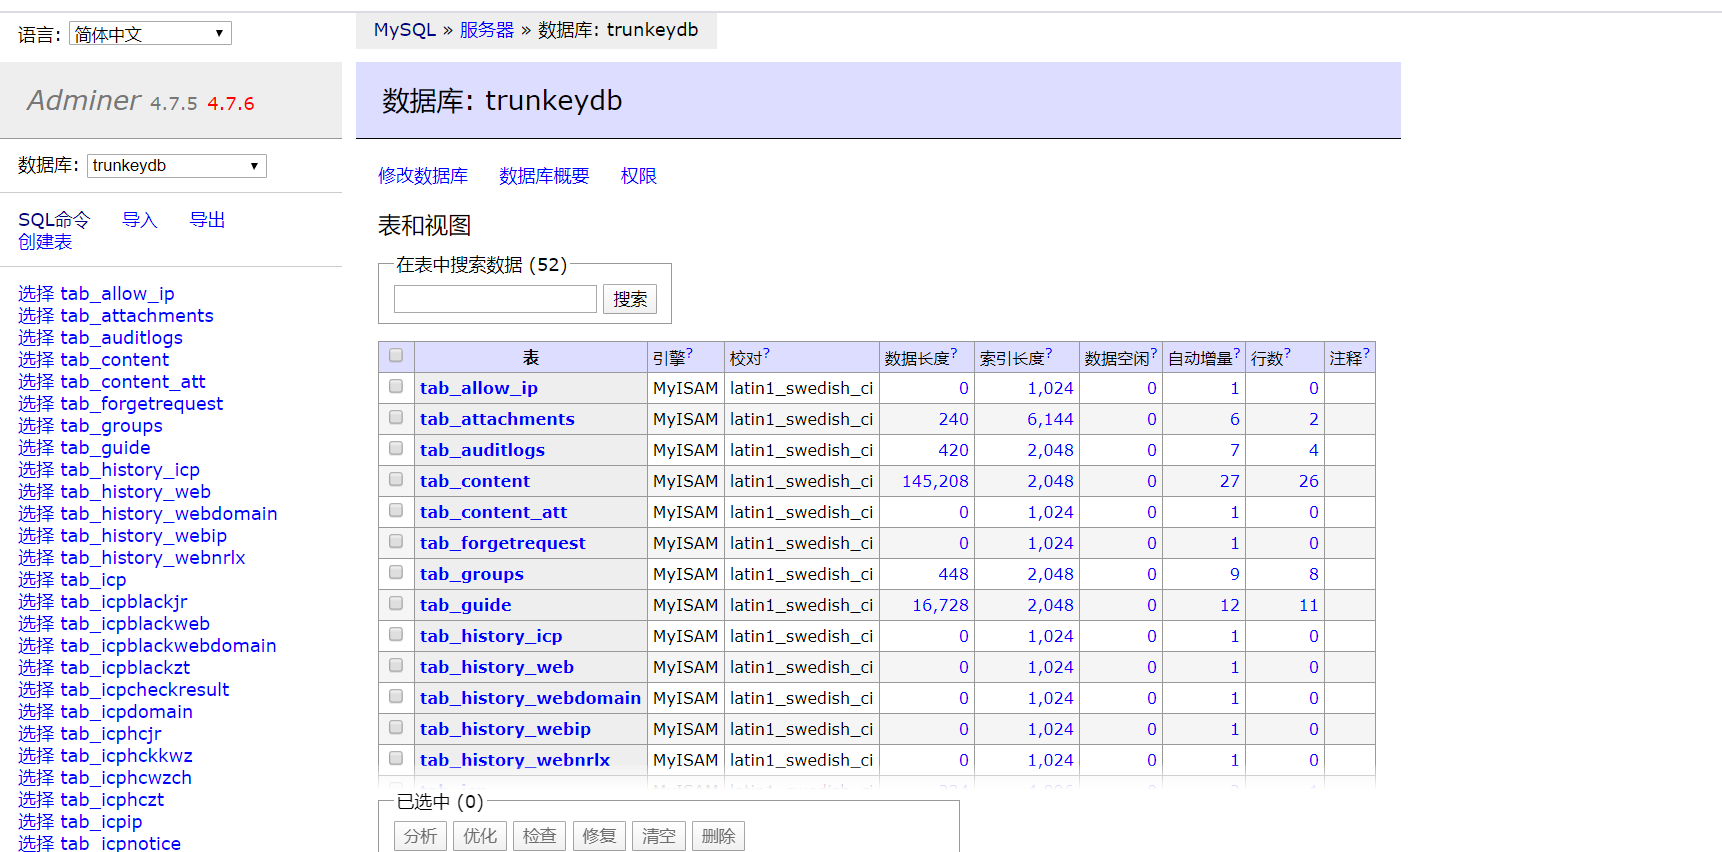 语言: 简体中文
Adminer 4.7.5 4.7.6
数据库: trunkeydb
SQL命令 导入 导出
创建表
选择 tab_allow_ip
选择 tab_attachments
选择 tab_auditlogs
选择 tab_content
选择 tab_content_att
选择 tab_forgetrequest
选择 tab_groups
选择 tab_guide
选择 tab_history_icp
选择 tab_history_web
选择 tab_history_webdomain
选择 tab_history_webip
选择 tab_history_webnrlx
选择 tab_icp
选择 tab_icpblackjr
选择 tab_icpblackweb
选择 tab_icpblackwebdomain
选择 tab_icpblackzt
选择 tab_icpcheckresult
选择 tab_icpdomain
选择 tab_icphcjr
选择 tab_icphckkwz
选择 tab_icphcwzch
选择 tab_icphczt
选择 tab_icpip
选择 tab_icpnotice
MySQL » 服务器 » 数据库: trunkeydb
数据库: trunkeydb
修改数据库 数据库概要 权限
表和视图
在表中搜索数据 (52)
搜索
表 引擎? 校对? 数据长度? 索引长度? 数据空闲? 自动增量? 行数? 注释?
tab_allow_ip MyISAM latin1_swedish_ci 0 1,024 0 1 0
tab_attachments MyISAM latin1_swedish_ci 240 6,144 0 6 2
tab_auditlogs MyISAM latin1_swedish_ci 420 2,048 0 7 4
tab_content MyISAM latin1_swedish_ci 145,208 2,048 0 27 26
tab_content_att MyISAM latin1_swedish_ci 0 1,024 0 1 0
tab_forgetrequest MyISAM latin1_swedish_ci 0 1,024 0 1 0
tab_groups MyISAM latin1_swedish_ci 448 2,048 0 9 8
tab_guide MyISAM latin1_swedish_ci 16,728 2,048 0 12 11
tab_history_icp MyISAM latin1_swedish_ci 0 1,024 0 1 0
tab_history_web MyISAM latin1_swedish_ci 0 1,024 0 1 0
tab_history_webdomain MyISAM latin1_swedish_ci 0 1,024 0 1 0
tab_history_webip MyISAM latin1_swedish_ci 0 1,024 0 1 0
tab_history_webnrlx MyISAM latin1_swedish_ci 0 1,024 0 1 0
已选中 (0)
分析 优化 检查 修复 清空 删除